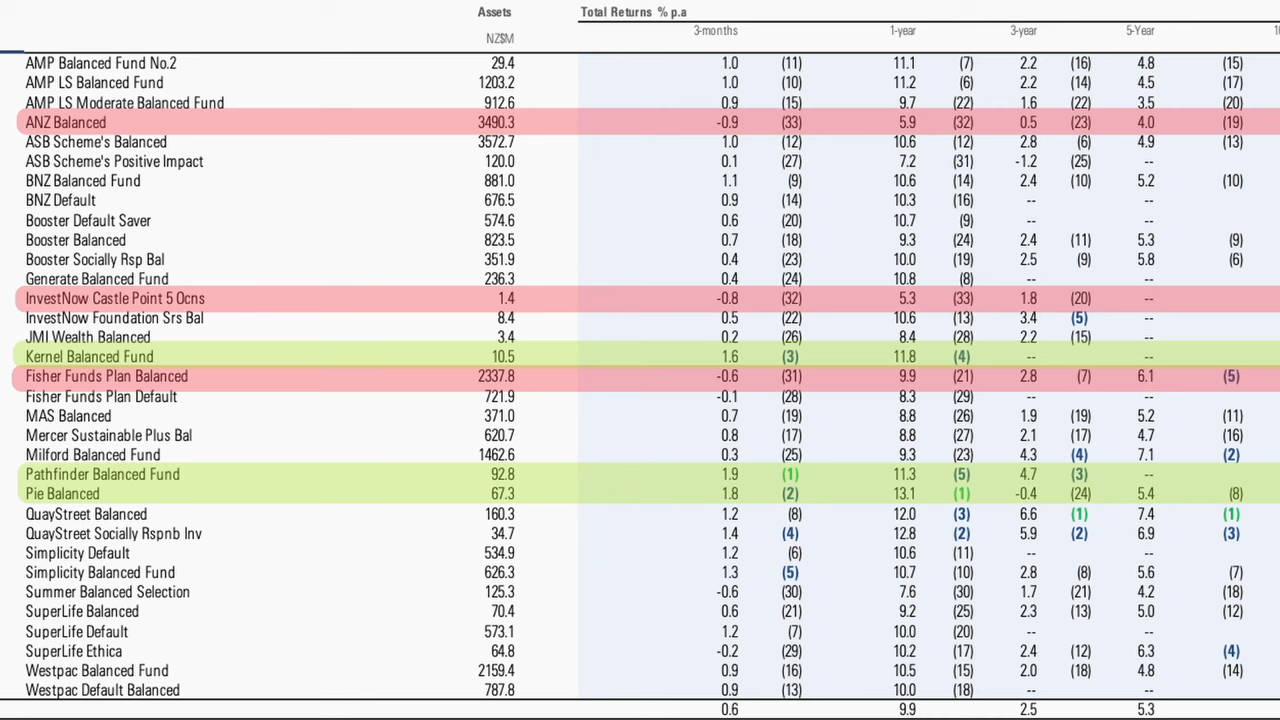 Assets Total Returns % p.a
NZ$M 3-months 1-year 3-year 5-Year
AMP Balanced Fund No.2 29.4 1.0 (11) 11.1 (7) 2.2 (16) 4.8 (15)
AMP LS Balanced Fund 1203.2 1.0 (10) 11.2 (6) 2.2 (14) 4.5 (17)
AMP LS Moderate Balanced Fund 912.6 0.9 (15) 9.7 (22) 1.6 (22) 3.5 (20)
ANZ Balanced 3490.3 -0.9 (33) 5.9 (32) 0.5 (23) 4.0 (19)
ASB Scheme's Balanced 3572.7 1.0 (12) 10.6 (12) 2.8 (6) 4.9 (13)
ASB Scheme's Positive Impact 120.0 0.1 (27) 7.2 (31) -1.2 (25) --
BNZ Balanced Fund 881.0 1.1 (9) 10.6 (14) 2.4 (10) 5.2 (10)
BNZ Default 676.5 0.9 (14) 10.3 (16) -- --
Booster Default Saver 574.6 0.6 (20) 10.7 (9) -- --
Booster Balanced 823.5 0.7 (18) 9.3 (24) 2.4 (11) 5.3 (9)
Booster Socially Rsp Bal 351.9 0.4 (23) 10.0 (19) 2.5 (9) 5.8 (6)
Generate Balanced Fund 236.3 0.4 (24) 10.8 (8) -- --
InvestNow Castle Point 5 Ocns 1.4 -0.8 (32) 5.3 (33) 1.8 (20) --
InvestNow Foundation Srs Bal 8.4 0.5 (22) 10.6 (13) 3.4 (5) --
JMI Wealth Balanced 3.4 0.2 (26) 8.4 (28) 2.2 (15)
Kernel Balanced Fund 10.5 1.6 (3) 11.8 (4) -- --
Fisher Funds Plan Balanced 2337.8 -0.6 (31) 9.9 (21) 2.8 (7) 6.1 (5)
Fisher Funds Plan Default 721.9 -0.1 (28) 8.3 (29) -- --
MAS Balanced 371.0 0.7 (19) 8.8 (26) 1.9 (19) 5.2 (11)
Mercer Sustainable Plus Bal 620.7 0.8 (17) 8.8 (27) 2.1 (17) 4.7 (16)
Milford Balanced Fund 1462.6 0.3 (25) 9.3 (23) 4.3 (4) 7.1 (2)
Pathfinder Balanced Fund 92.8 1.9 (1) 11.3 (5) 4.7 (3) --
Pie Balanced 67.3 1.8 (2) 13.1 (1) -0.4 (24) 5.4 (8)
QuayStreet Balanced 160.3 1.2 (8) 12.0 (3) 6.6 (1) 7.4 (1)
QuayStreet Socially Rspnb Inv 34.7 1.4 (4) 12.8 (2) 5.9 (2) 6.9 (3)
Simplicity Default 534.9 1.2 (6) 10.6 (11) -- --
Simplicity Balanced Fund 626.3 1.3 (5) 10.7 (10) 2.8 (8) 5.6 (7)
Summer Balanced Selection 125.3 -0.6 (30) 7.6 (30) 1.7 (21) 4.2 (18)
SuperLife Balanced 70.4 0.6 (21) 9.2 (25) 2.3 (13) 5.0 (12)
SuperLife Default 573.1 1.2 (7) 10.0 (20) -- --
SuperLife Ethica 64.8 -0.2 (29) 10.2 (17) 2.4 (12) 6.3 (4)
Westpac Balanced Fund 2159.4 0.9 (16) 10.5 (15) 2.0 (18) 4.8 (14)
Westpac Default Balanced 787.8 0.9 (13) 10.0 (18) -- --
0.6 9.9 2.5 5.3